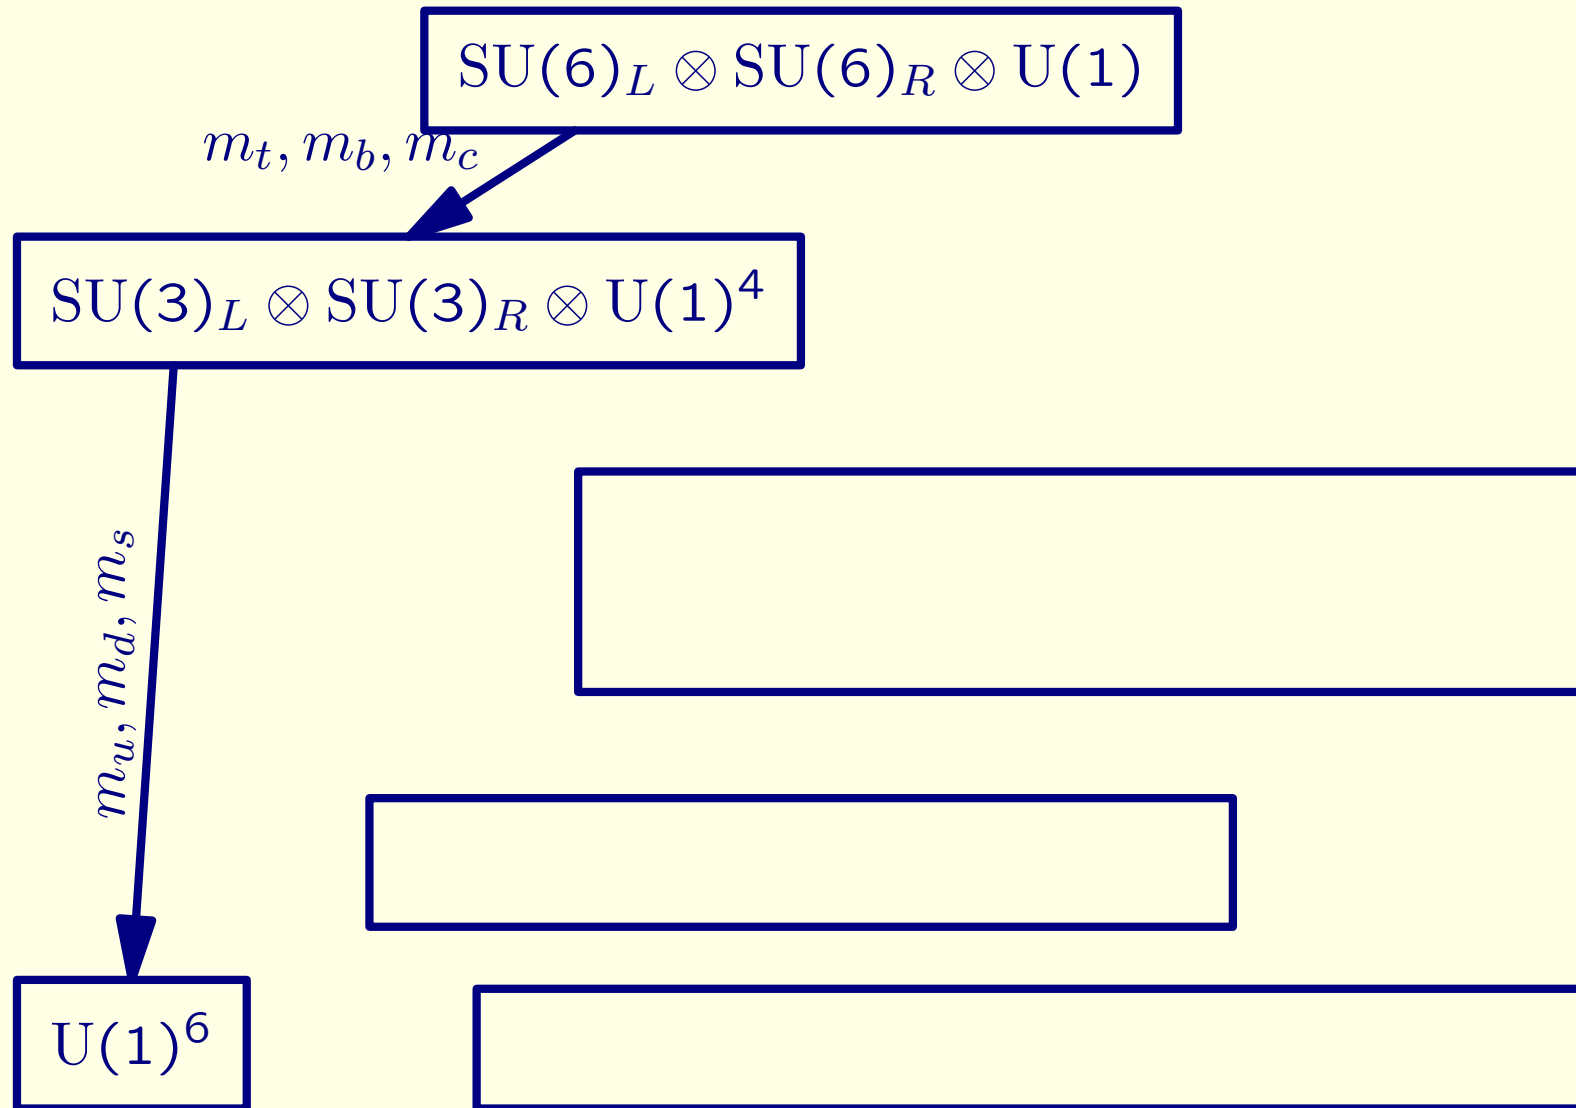 SU(6)_L ⊗ SU(6)_R ⊗ U(1)
m_t, m_b, m_c
SU(3)_L ⊗ SU(3)_R ⊗ U(1)^4
m_u, m_d, m_s
U(1)^6